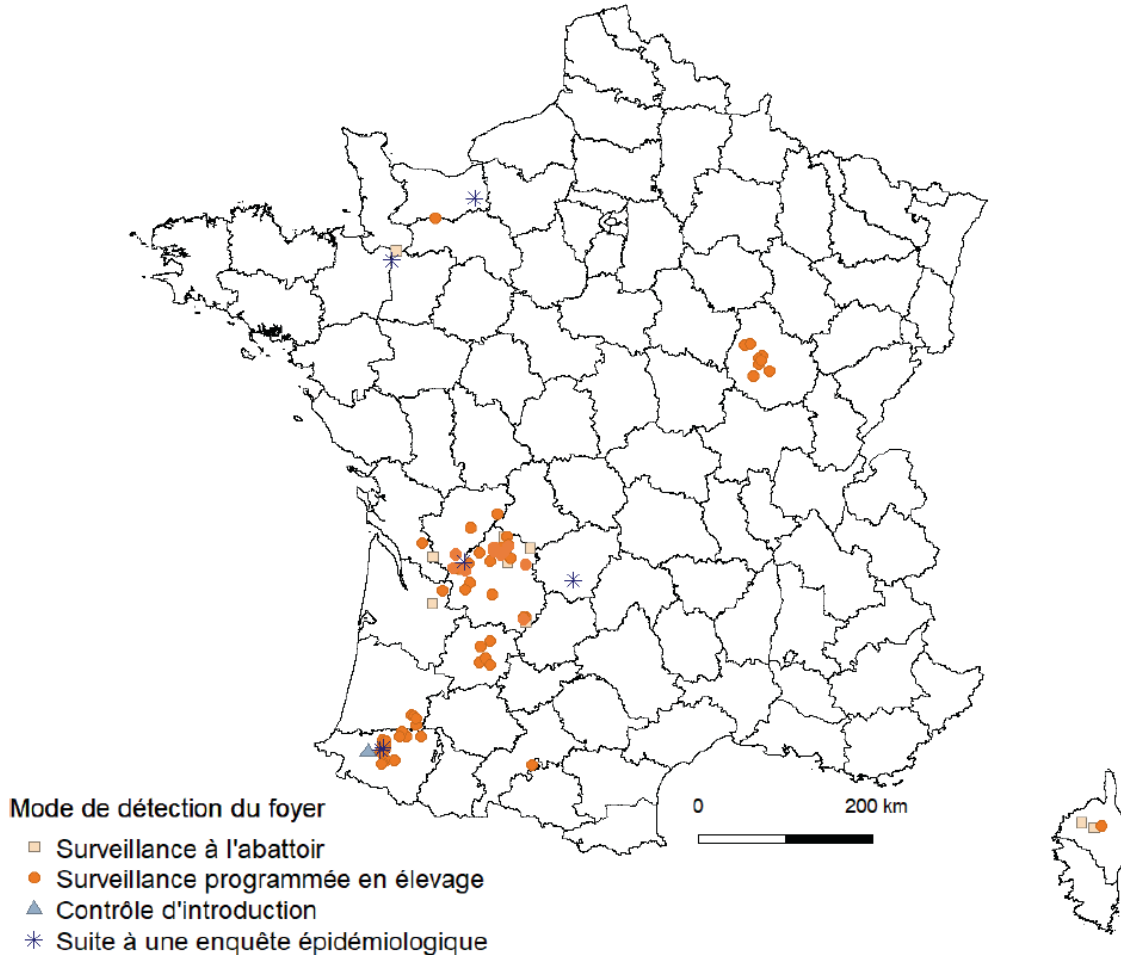 0 200 km
Mode de détection du foyer
Surveillance à l'abattoir
Surveillance programmée en élevage
Contrôle d'introduction
Suite à une enquête épidémiologique